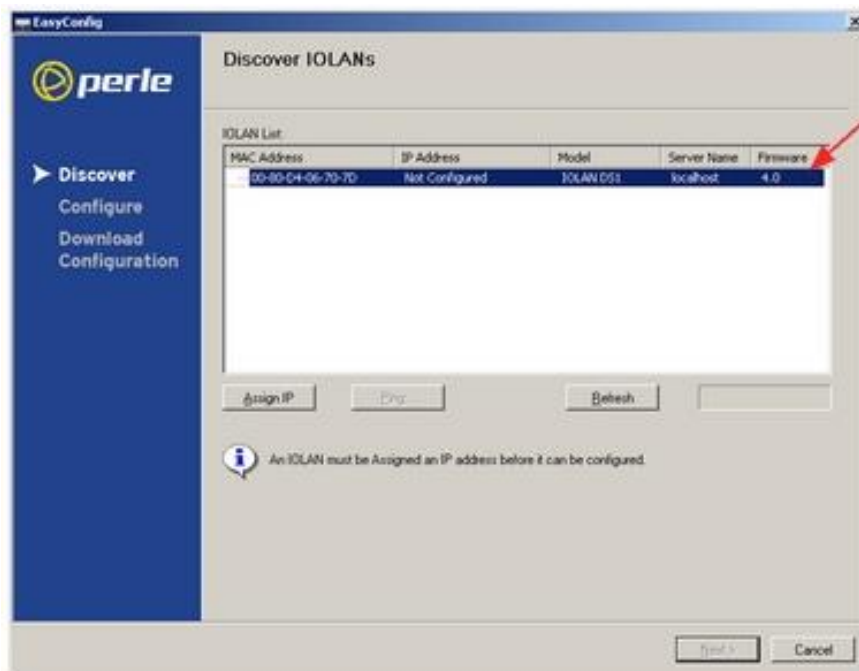 EasyConfig
perle
Discover IOLANs
Discover
Configure
Download
Configuration
IOLAN List:
MAC Address IP Address Model Server Name Firmware
00-80-D4-06-70-7D Not Configured IOLAN DS1 localhost 4.0
Assign IP Ping Refresh
An IOLAN must be Assigned an IP address before it can be configured.
Next > Cancel